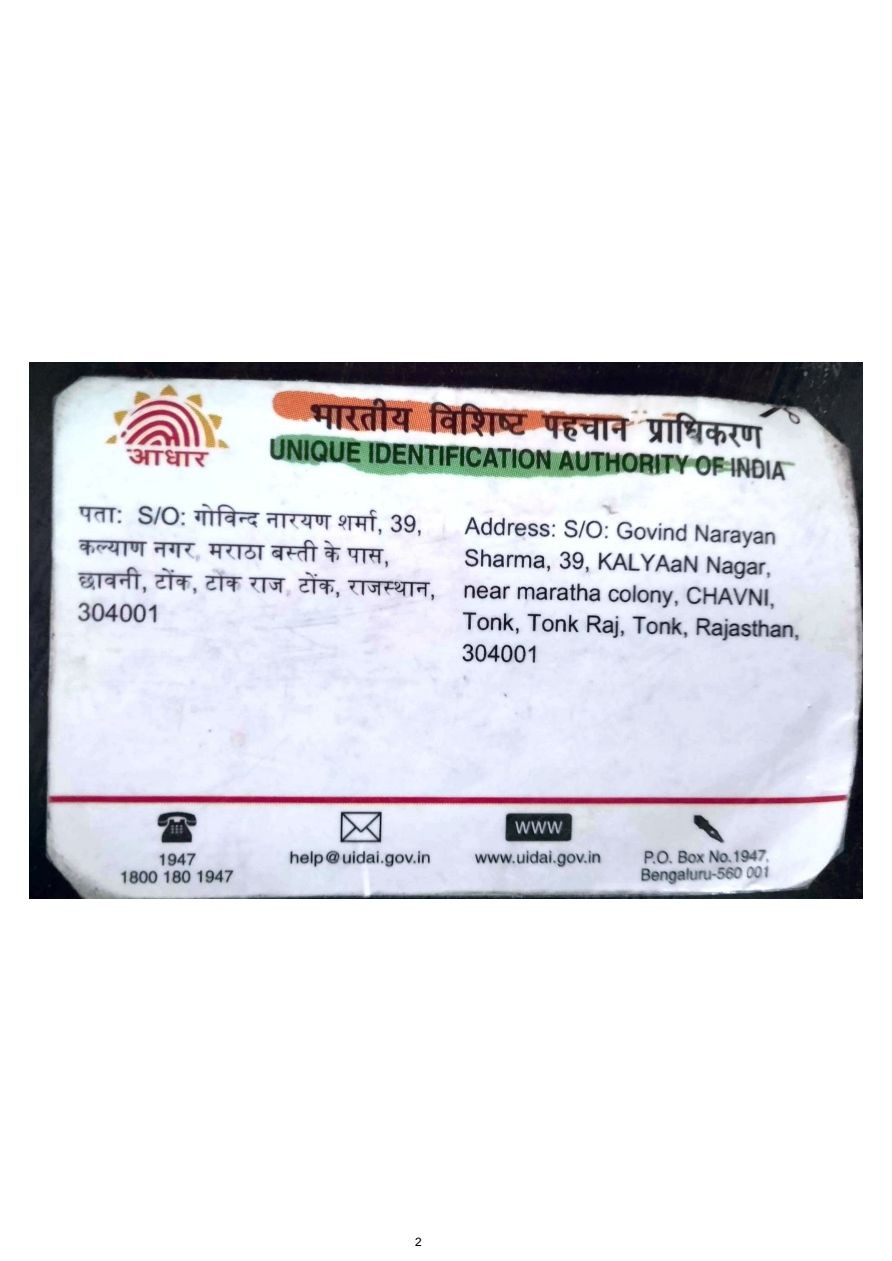 भारतीय विशिष्ट पहचान प्राधिकरण
UNIQUE IDENTIFICATION AUTHORITY OF INDIA
आधार
पता: S/O: गोविन्द नारयण शर्मा, 39,
कल्याण नगर, मराठा बस्ती के पास,
छावनी, टोंक, टोंक राज, टोंक, राजस्थान,
304001
Address: S/O: Govind Narayan
Sharma, 39, KALYAaN Nagar,
near maratha colony, CHAVNI,
Tonk, Tonk Raj, Tonk, Rajasthan,
304001
1947
1800 180 1947
help@uidai.gov.in
WWW
www.uidai.gov.in
P.O. Box No.1947,
Bengaluru-560 001
2